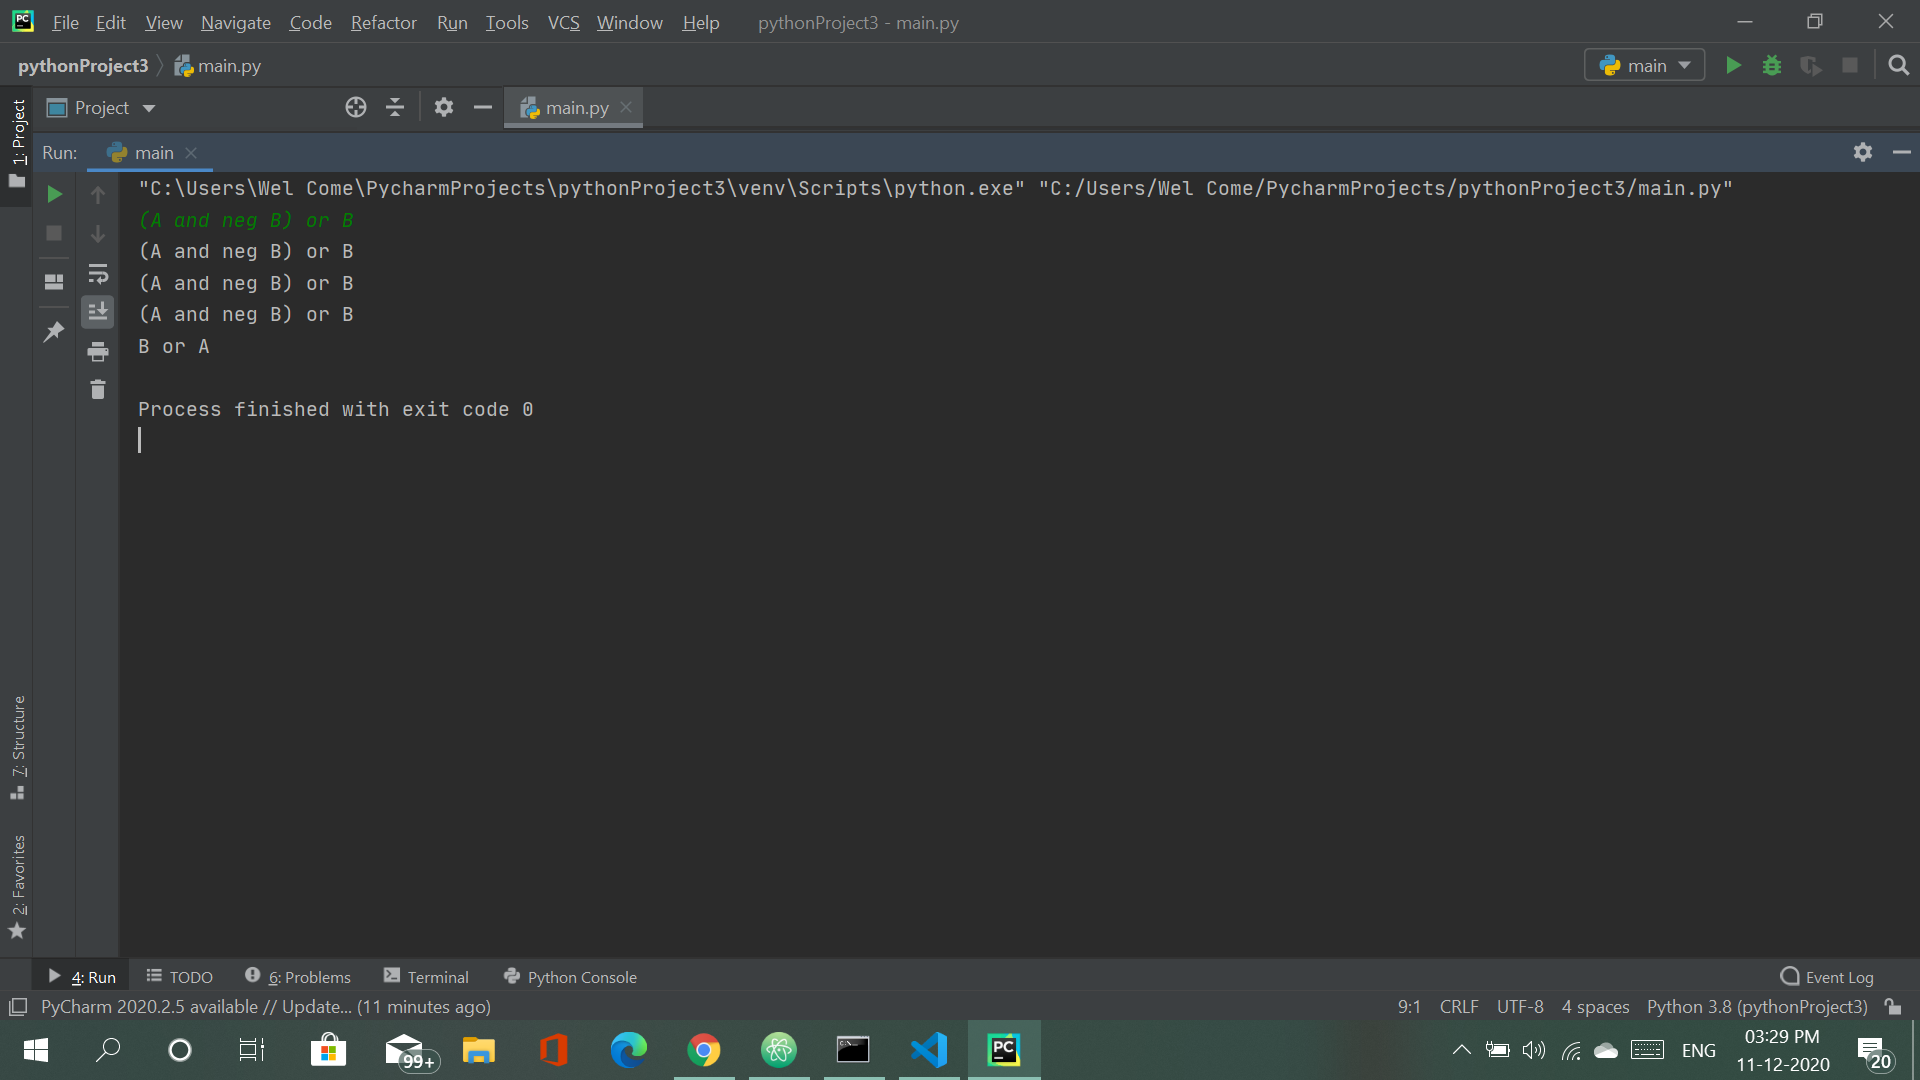 File Edit View Navigate Code Refactor Run Tools VCS Window Help pythonProject3 - main.py
pythonProject3 main.py main
1: Project
Project main.py
Run: main
"C:\Users\Wel Come\PycharmProjects\pythonProject3\venv\Scripts\python.exe" "C:/Users/Wel Come/PycharmProjects/pythonProject3/main.py"
(A and neg B) or B
(A and neg B) or B
(A and neg B) or B
(A and neg B) or B
B or A
Process finished with exit code 0
7: Structure
2: Favorites
4: Run TODO 6: Problems Terminal Python Console Event Log
PyCharm 2020.2.5 available // Update... (11 minutes ago) 9:1 CRLF UTF-8 4 spaces Python 3.8 (pythonProject3)
99+ PC ENG 03:29 PM
11-12-2020 20